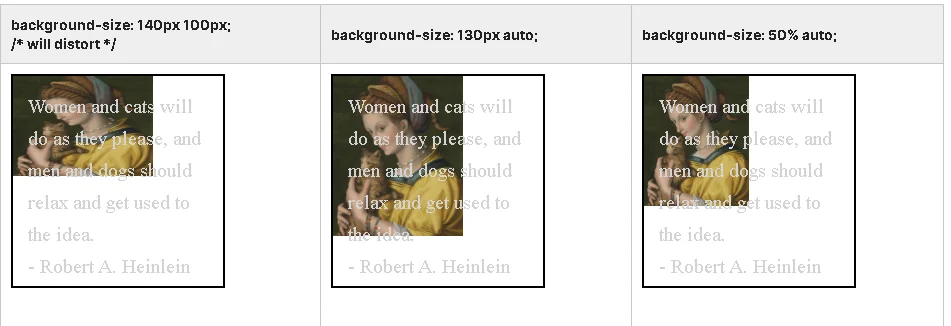 background-size: 140px 100px;
/* will distort */
background-size: 130px auto;
background-size: 50% auto;
Women and cats will
do as they please, and
men and dogs should
relax and get used to
the idea.
- Robert A. Heinlein
Women and cats will
do as they please, and
men and dogs should
relax and get used to
the idea.
- Robert A. Heinlein
Women and cats will
do as they please, and
men and dogs should
relax and get used to
the idea.
- Robert A. Heinlein